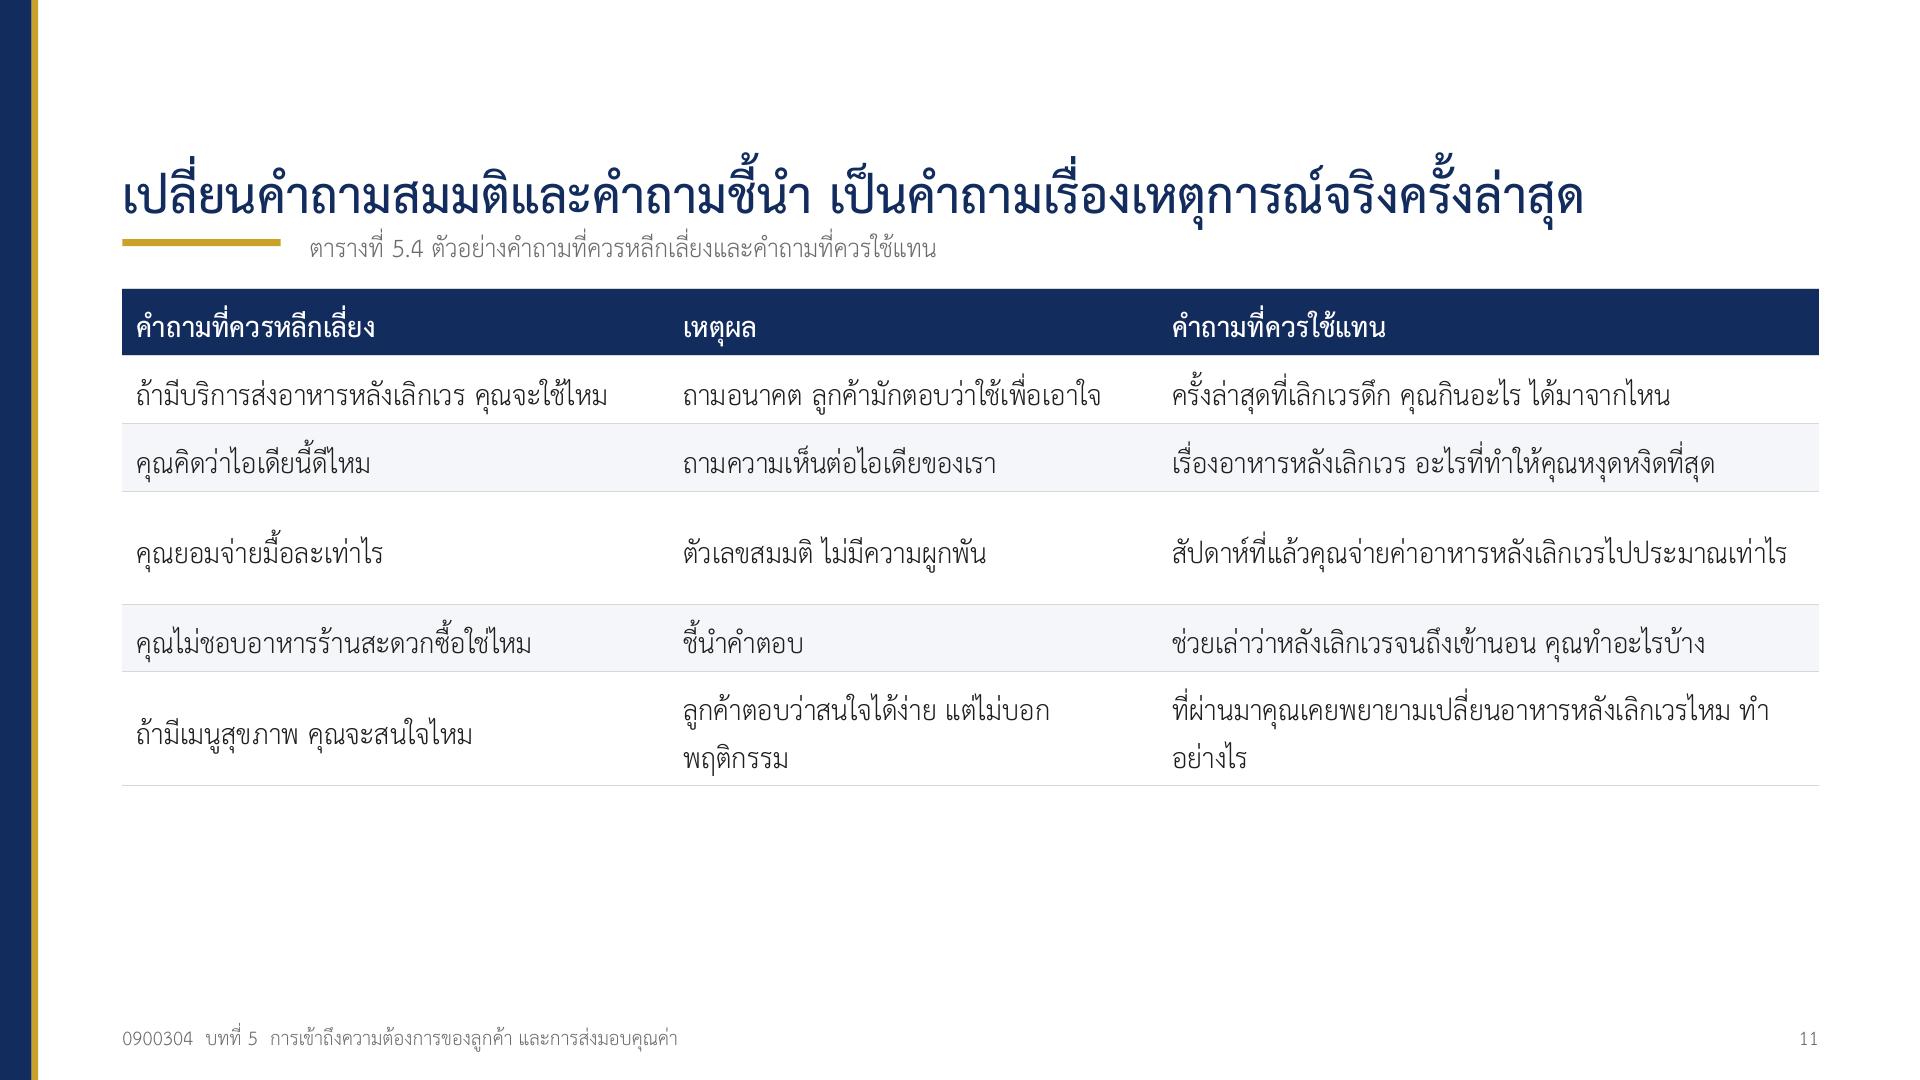 เปลี่ยนคำถามสมมติและคำถามชี้นำ เป็นคำถามเรื่องเหตุการณ์จริงครั้งล่าสุด
ตารางที่ 5.4 ตัวอย่างคำถามที่ควรหลีกเลี่ยงและคำถามที่ควรใช้แทน
คำถามที่ควรหลีกเลี่ยง เหตุผล คำถามที่ควรใช้แทน
ถ้ามีบริการส่งอาหารหลังเลิกเวร คุณจะใช้ไหม ถามอนาคต ลูกค้ามักตอบว่าใช้เพื่อเอาใจ ครั้งล่าสุดที่เลิกเวรดึก คุณกินอะไร ได้มาจากไหน
คุณคิดว่าไอเดียนี้ดีไหม ถามความเห็นต่อไอเดียของเรา เรื่องอาหารหลังเลิกเวร อะไรที่ทำให้คุณหงุดหงิดที่สุด
คุณยอมจ่ายมื้อละเท่าไร ตัวเลขสมมติ ไม่มีความผูกพัน สัปดาห์ที่แล้วคุณจ่ายค่าอาหารหลังเลิกเวรไปประมาณเท่าไร
คุณไม่ชอบอาหารร้านสะดวกซื้อใช่ไหม ชี้นำคำตอบ ช่วยเล่าว่าหลังเลิกเวรจนถึงเข้านอน คุณทำอะไรบ้าง
ถ้ามีเมนูสุขภาพ คุณจะสนใจไหม ลูกค้าตอบว่าสนใจได้ง่าย แต่ไม่บอก
พฤติกรรม ที่ผ่านมาคุณเคยพยายามเปลี่ยนอาหารหลังเลิกเวรไหม ทำ
อย่างไร
0900304 บทที่ 5 การเข้าถึงความต้องการของลูกค้า และการส่งมอบคุณค่า 11